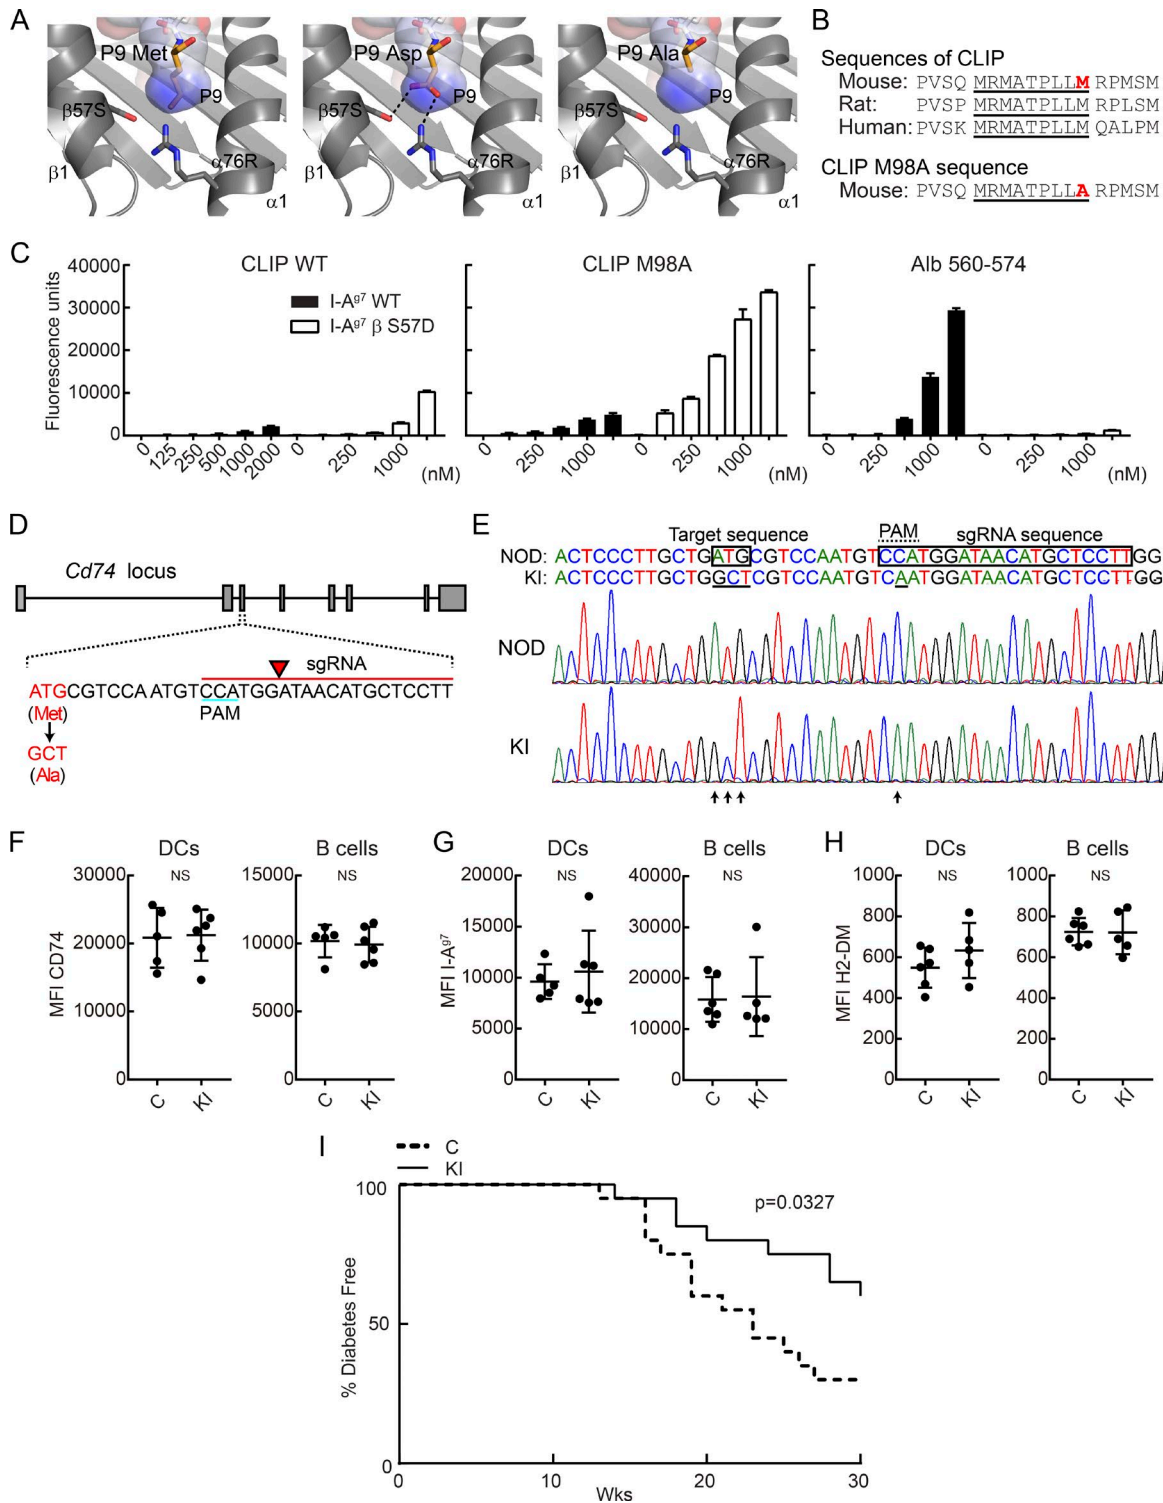 A
P9 Met
P9
β57S
β1
α76R
α1
P9 Asp
P9
β57S
β1
α76R
α1
P9 Ala
P9
β57S
β1
α76R
α1
B
Sequences of CLIP
Mouse: PVSQ MRMATPLLM RPMSM
Rat: PVSP MRMATPLLM RPLSM
Human: PVSK MRMATPLLM QALPM
CLIP M98A sequence
Mouse: PVSQ MRMATPLLA RPMSM
C
CLIP WT
CLIP M98A
Alb 560-574
I-Ag7 WT
I-Ag7 β S57D
Fluorescence units
40000
30000
20000
10000
0
0 125 250 500 1000 2000 0 250 1000 (nM)
0 250 1000 0 250 1000 (nM)
0 250 1000 0 250 1000 (nM)
D
Cd74 locus
sgRNA
ATGCGTCCAATGTCCATGGATAACATGCTCCTT
(Met)
PAM
GCT
(Ala)
E
Target sequence
PAM
sgRNA sequence
NOD: ACTCCCTTGCTGATGCGTCCAATGTCCATGGATAACATGCTCCTTGG
KI: ACTCCCTTGCTGGCTCGTCCAATGTCAATGGATAACATGCTCCTTGG
NOD
KI
F
DCs
NS
MFI CD74
30000
20000
10000
0
C KI
B cells
NS
15000
10000
5000
0
C KI
G
DCs
NS
MFI I-Ag7
20000
15000
10000
5000
0
C KI
B cells
NS
40000
30000
20000
10000
0
C KI
H
DCs
NS
MFI H2-DM
1000
800
600
400
200
0
C KI
B cells
NS
1000
800
600
400
200
0
C KI
I
C
KI
p=0.0327
% Diabetes Free
100
50
0
0 10 20 30
Wks